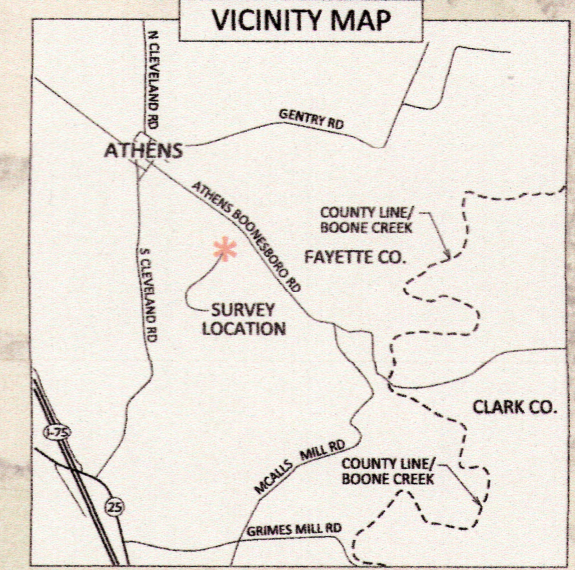 VICINITY MAP
N CLEVELAND RD
GENTRY RD
ATHENS
ATHENS BOONESBORO RD
COUNTY LINE/
BOONE CREEK
FAYETTE CO.
S CLEVELAND RD
SURVEY
LOCATION
CLARK CO.
I-75
MCALLS MILL RD
COUNTY LINE/
BOONE CREEK
25
GRIMES MILL RD